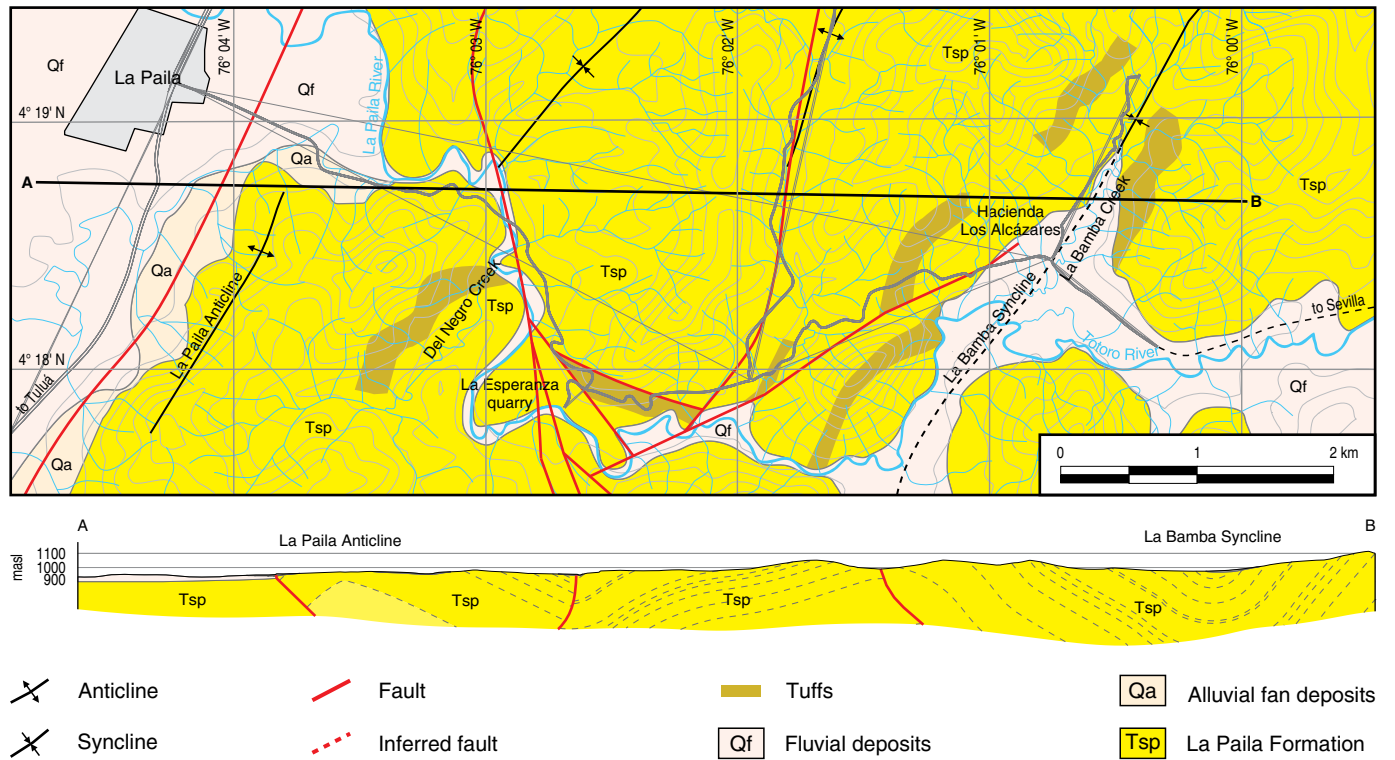 76° 04' W
76° 03' W
76° 02' W
76° 01' W
76° 00' W
Qf
La Paila
Qf
La Paila River
Tsp
4° 19' N
Qa
A
B
Tsp
Hacienda
Los Alcázares
La Bamba Creek
Qa
La Paila Anticline
Del Negro Creek
Tsp
Tsp
La Bamba Syncline
to Sevilla
Totoro River
4° 18' N
to Tuluá
La Esperanza
quarry
Qf
Tsp
Qf
Qa
0 1 2 km
A
B
La Paila Anticline
La Bamba Syncline
masl
1100
1000
900
Tsp
Tsp
Tsp
Tsp
Anticline
Fault
Tuffs
Qa
Alluvial fan deposits
Syncline
Inferred fault
Qf
Fluvial deposits
Tsp
La Paila Formation